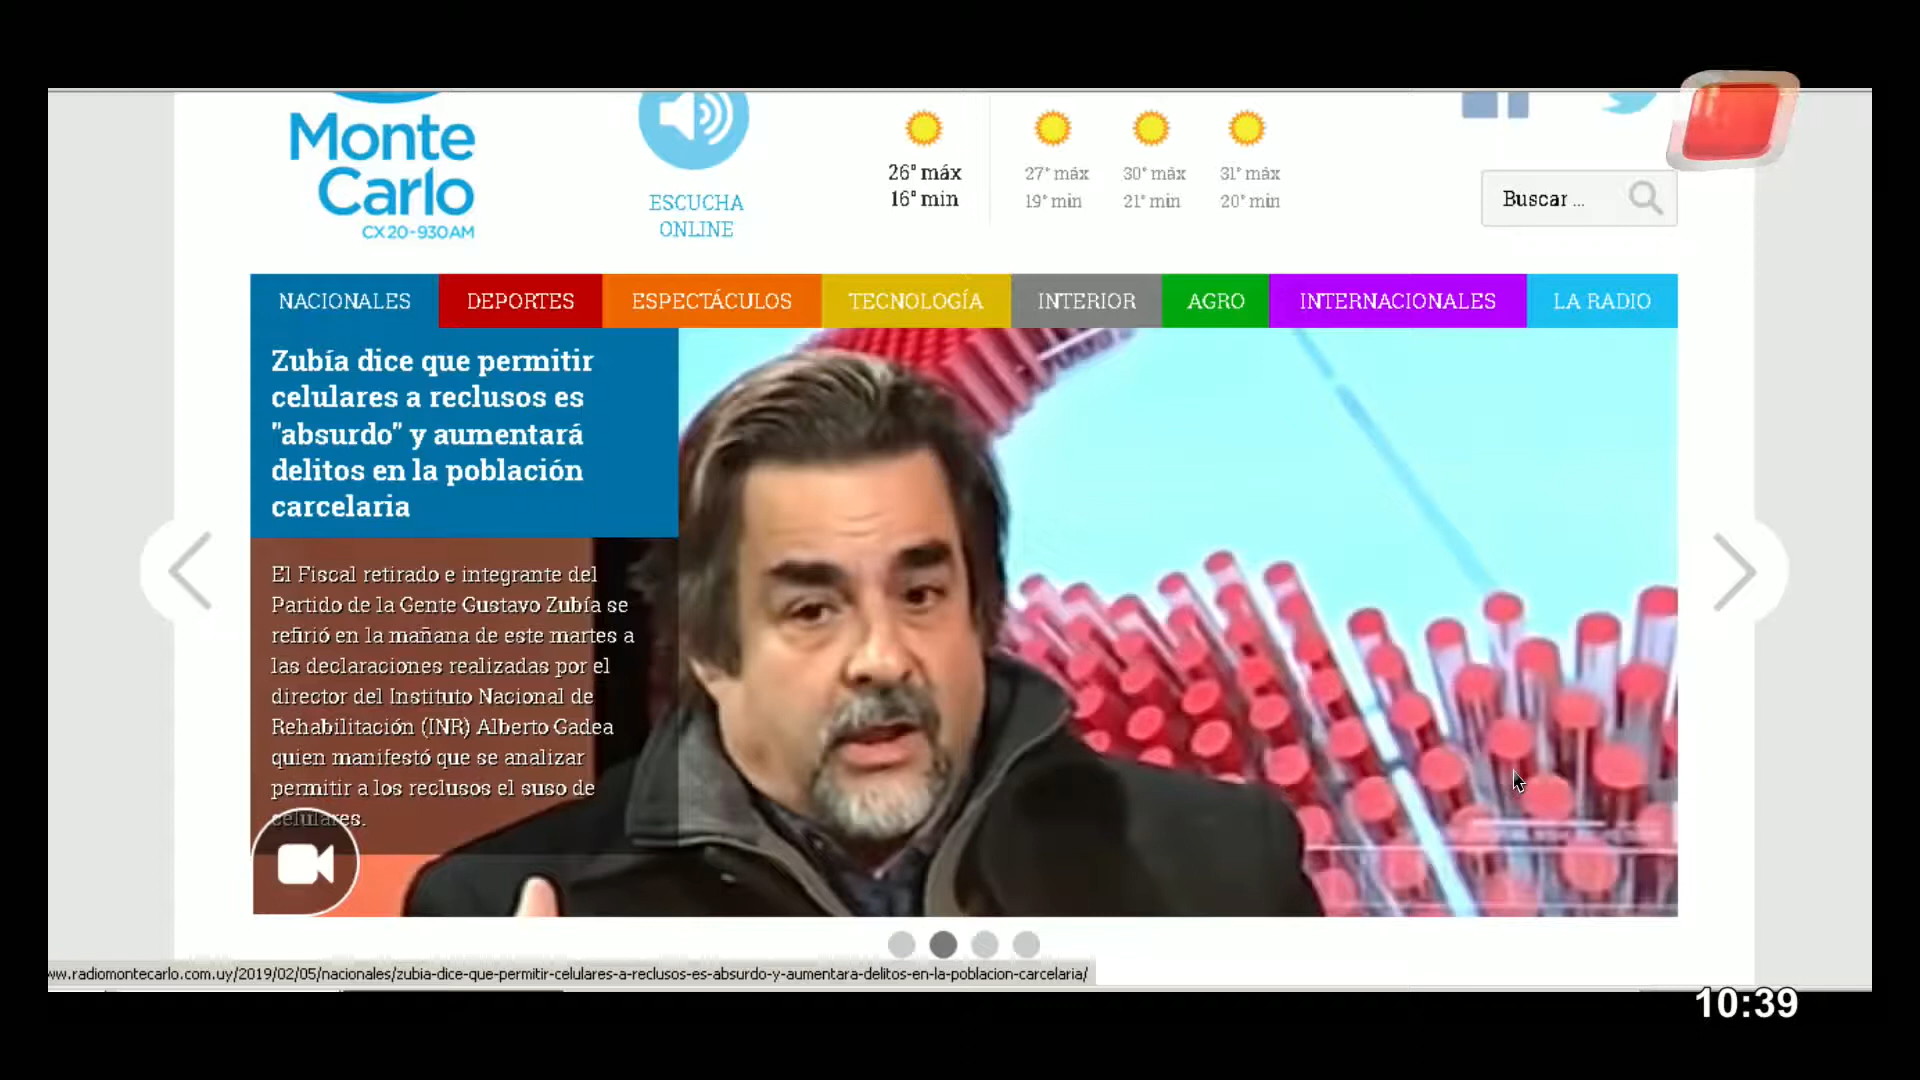 Monte
Carlo
CX20-930AM
ESCUCHA
ONLINE
26° máx
16° min
27° máx
19° min
30° máx
21° min
31° máx
20° min
Buscar ...
NACIONALES
DEPORTES
ESPECTÁCULOS
TECNOLOGÍA
INTERIOR
AGRO
INTERNACIONALES
LA RADIO
Zubía dice que permitir
celulares a reclusos es
"absurdo" y aumentará
delitos en la población
carcelaria
El Fiscal retirado e integrante del
Partido de la Gente Gustavo Zubía se
refirió en la mañana de este martes a
las declaraciones realizadas por el
director del Instituto Nacional de
Rehabilitación (INR) Alberto Gadea
quien manifestó que se analizar
permitir a los reclusos el suso de
celulares.
ww.radiomontecarlo.com.uy/2019/02/05/nacionales/zubia-dice-que-permitir-celulares-a-reclusos-es-absurdo-y-aumentara-delitos-en-la-poblacion-carcelaria/
10:39